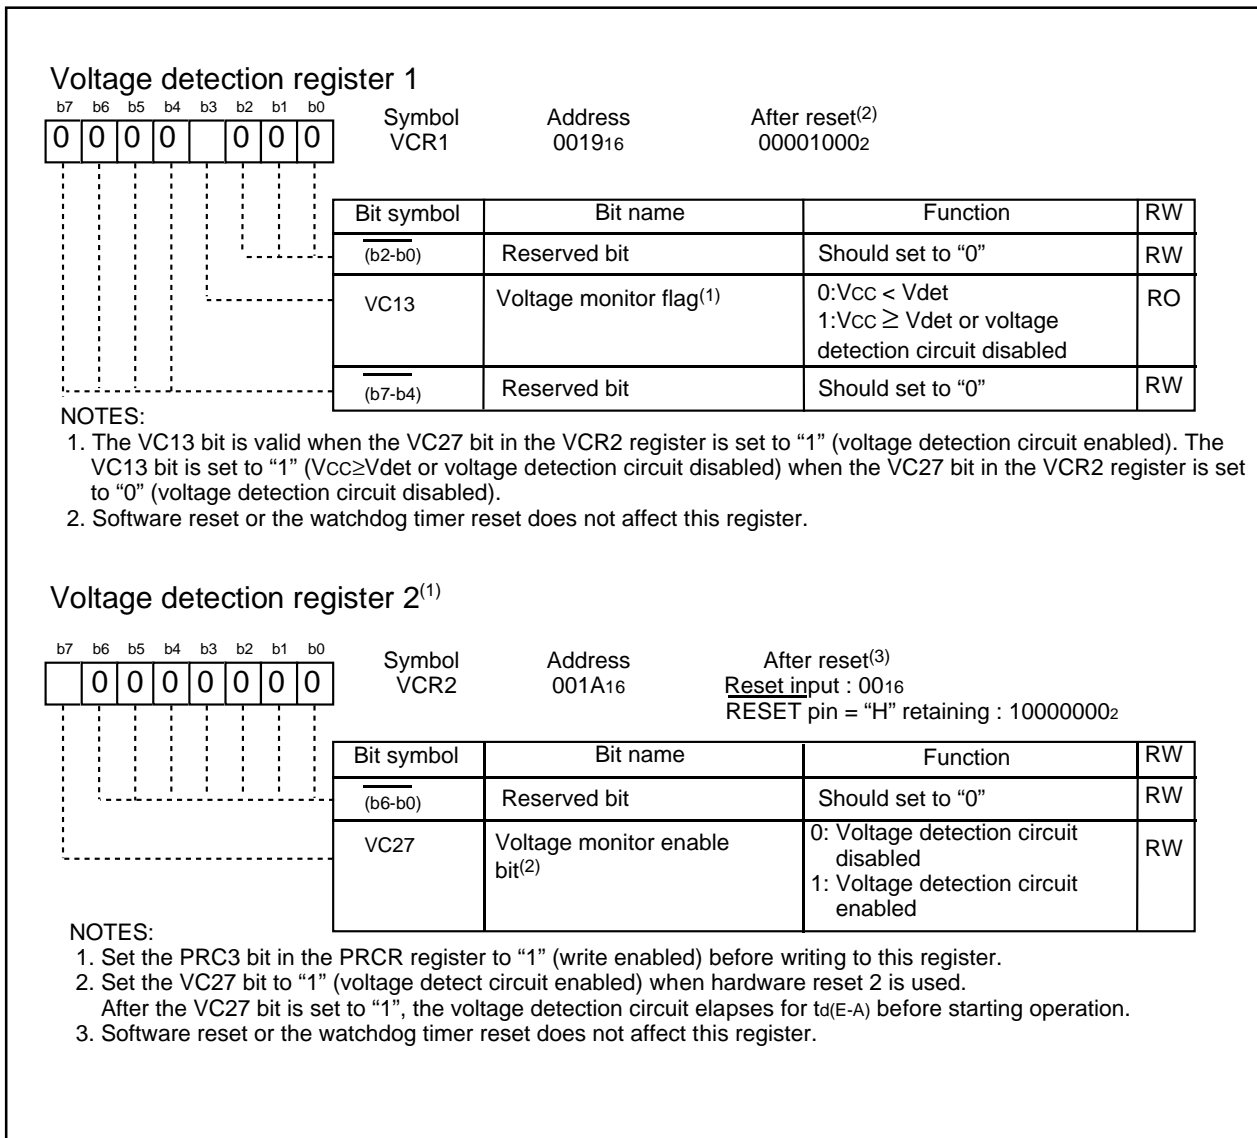 Voltage detection register 1
b7 b6 b5 b4 b3 b2 b1 b0
0 0 0 0 0 0 0
Symbol Address After reset(2)
VCR1 001916 000010002
Bit symbol Bit name Function RW
(b2-b0) Reserved bit Should set to “0” RW
VC13 Voltage monitor flag(1) 0:VCC < Vdet RO
1:VCC ≥ Vdet or voltage
detection circuit disabled
(b7-b4) Reserved bit Should set to “0” RW
NOTES:
1. The VC13 bit is valid when the VC27 bit in the VCR2 register is set to “1” (voltage detection circuit enabled). The
VC13 bit is set to “1” (VCC≥Vdet or voltage detection circuit disabled) when the VC27 bit in the VCR2 register is set
to “0” (voltage detection circuit disabled).
2. Software reset or the watchdog timer reset does not affect this register.
Voltage detection register 2(1)
b7 b6 b5 b4 b3 b2 b1 b0
0 0 0 0 0 0 0
Symbol Address After reset(3)
VCR2 001A16 Reset input : 0016
RESET pin = “H” retaining : 100000002
Bit symbol Bit name Function RW
(b6-b0) Reserved bit Should set to “0” RW
VC27 Voltage monitor enable 0: Voltage detection circuit RW
bit(2) disabled
1: Voltage detection circuit
enabled
NOTES:
1. Set the PRC3 bit in the PRCR register to “1” (write enabled) before writing to this register.
2. Set the VC27 bit to “1” (voltage detect circuit enabled) when hardware reset 2 is used.
After the VC27 bit is set to “1”, the voltage detection circuit elapses for td(E-A) before starting operation.
3. Software reset or the watchdog timer reset does not affect this register.